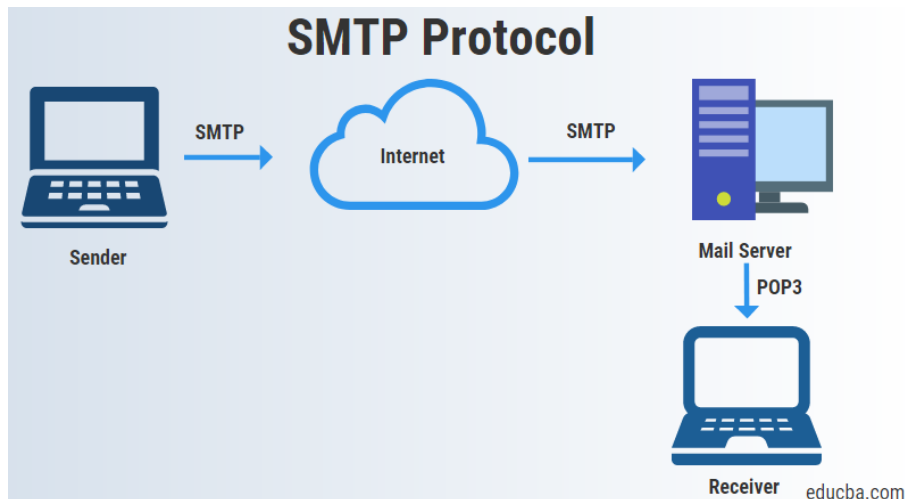 SMTP Protocol
SMTP
Internet
SMTP
Sender
Mail Server
POP3
Receiver
educba.com